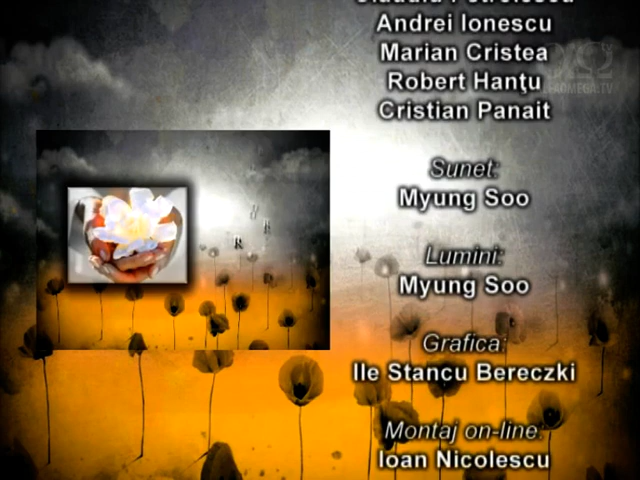 Andrei Ionescu
Marian Cristea
Robert Hanţu
Cristian Panait
Sunet:
Myung Soo
Lumini:
Myung Soo
Grafica:
Ile Stancu Bereczki
Montaj on-line:
Ioan Nicolescu
R